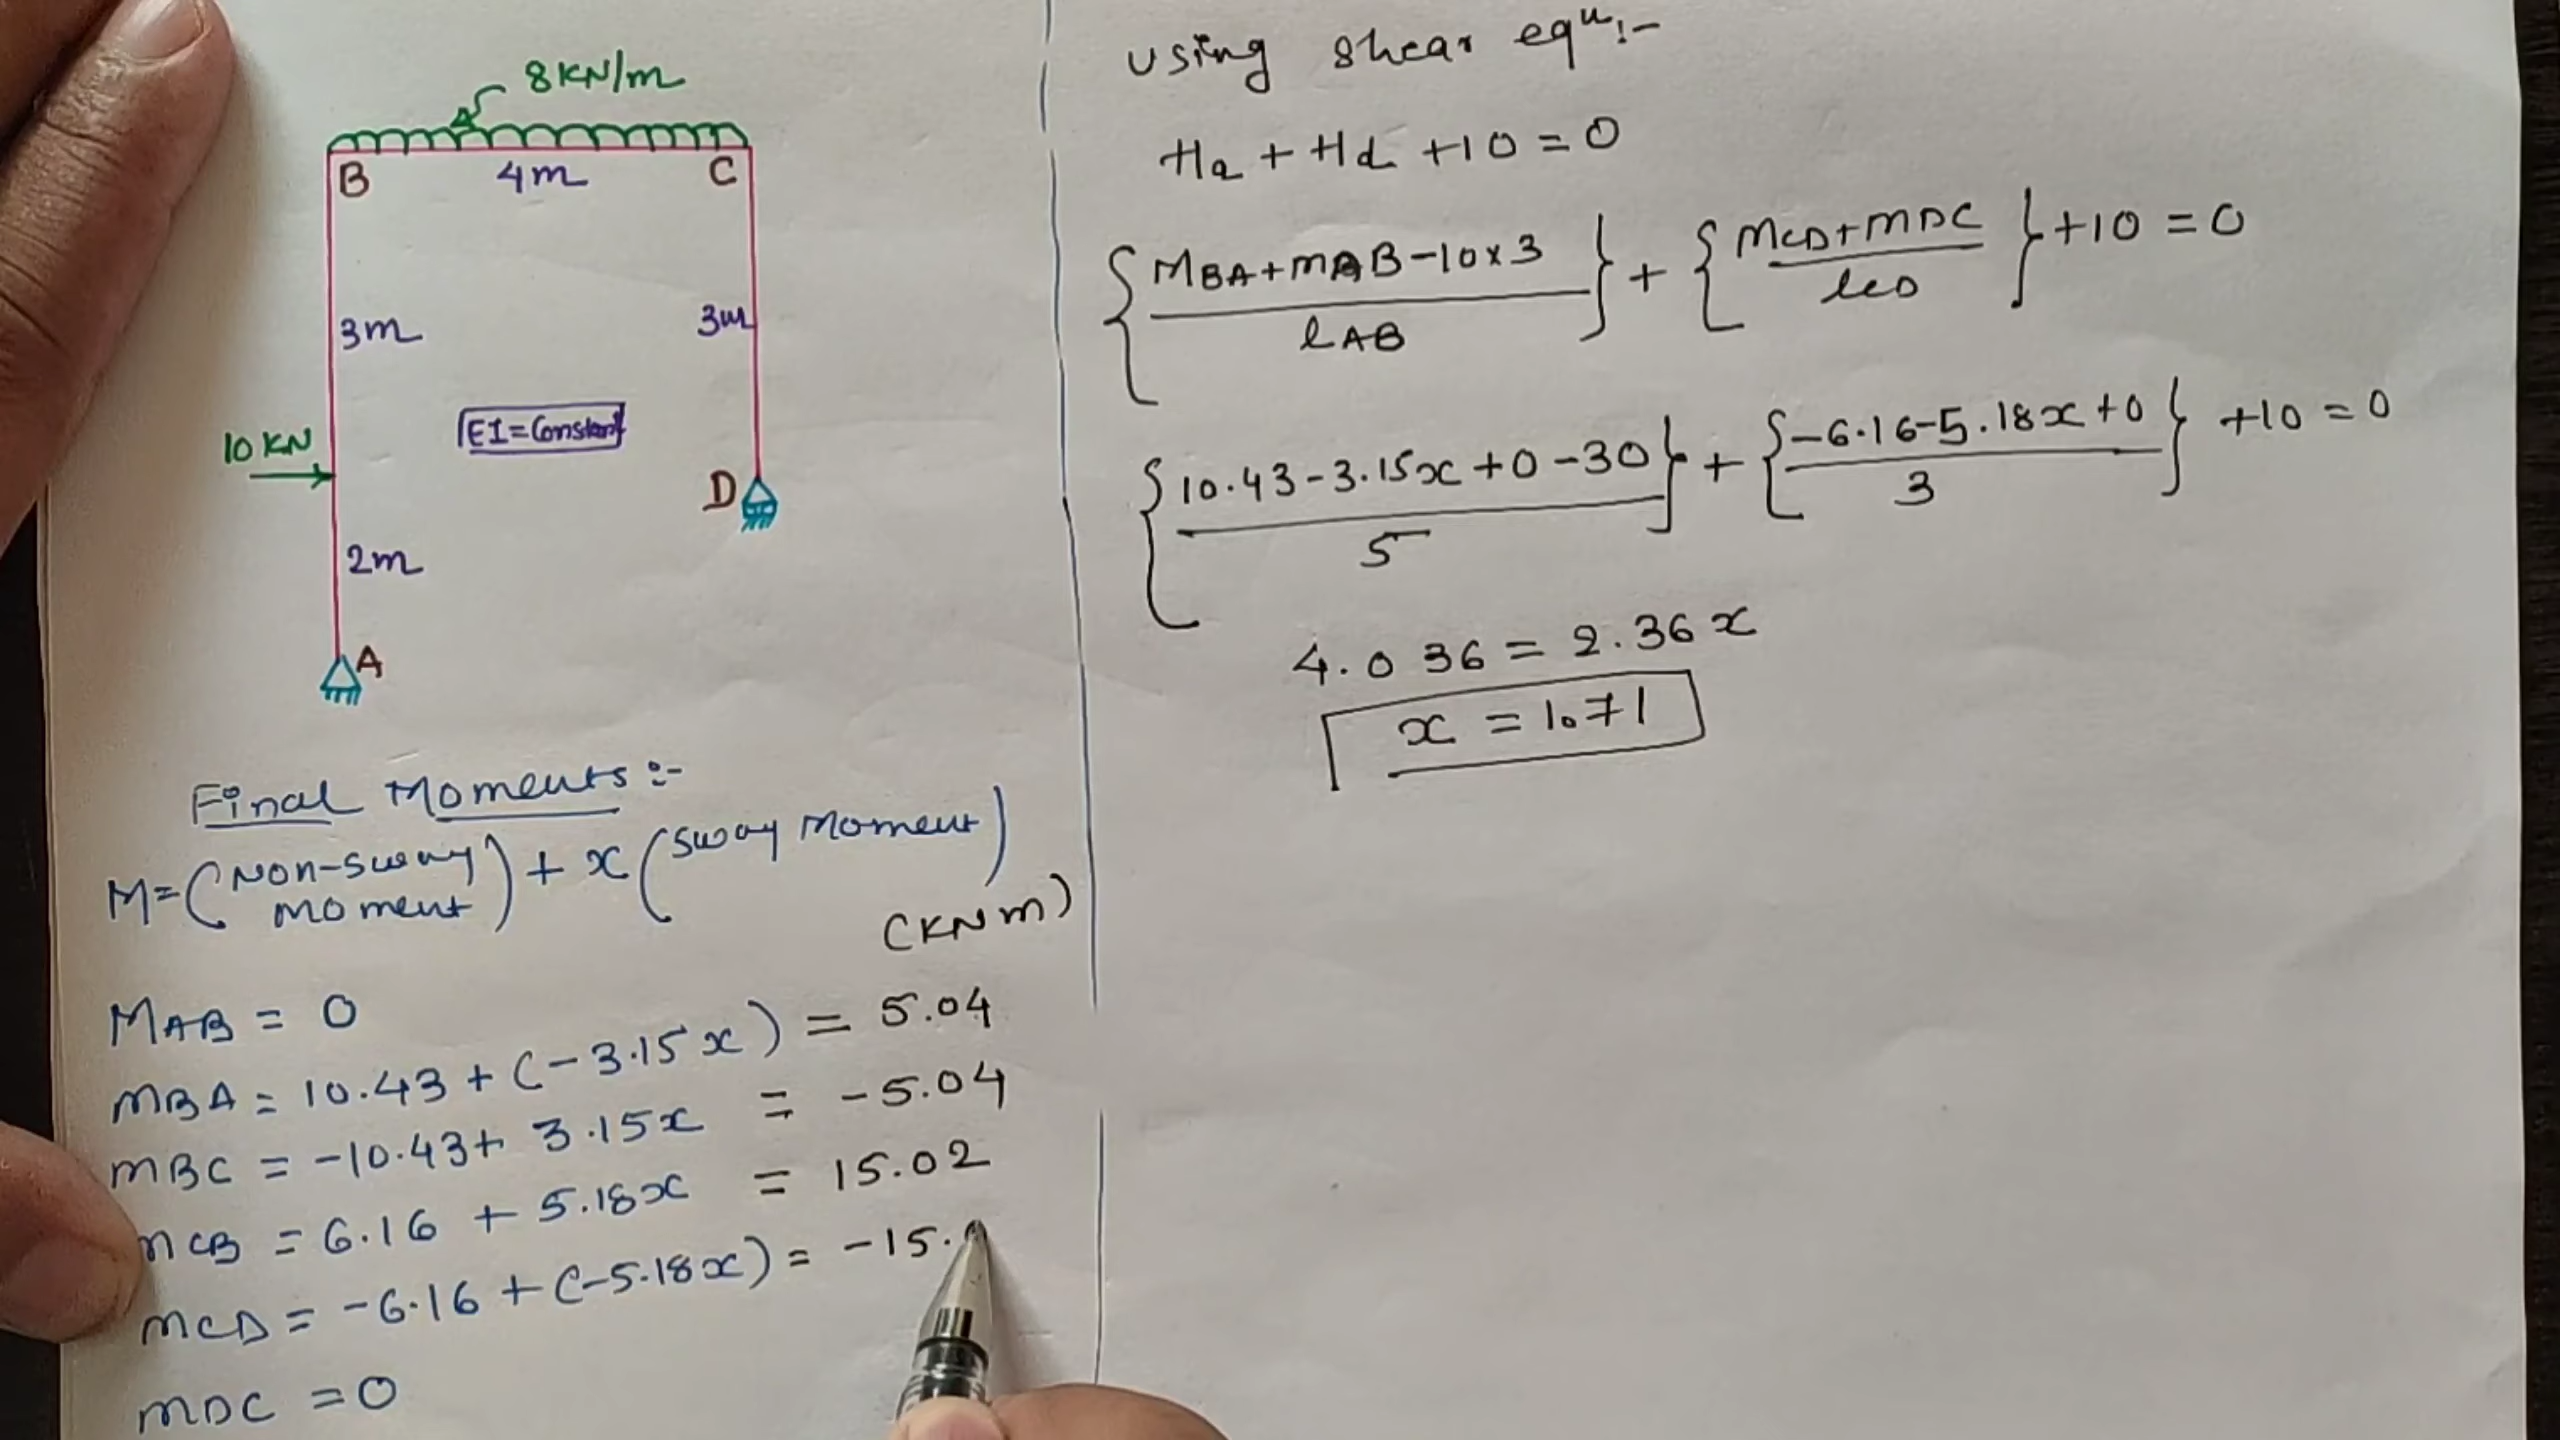 8KN/m
B 4m C
3m
3m
10KN
EI=Constant
D
2m
A
Final Moments:-
M=(Non-sway moment) + x (sway Moment)
(KNm)
MAB = 0
MBA = 10.43 + (-3.15x) = 5.04
MBC = -10.43 + 3.15x = -5.04
MCB = 6.16 + 5.18x = 15.02
MCD = -6.16 + (-5.18x) = -15.
MDC = 0
Using shear equn:-
Ha + Hd + 10 = 0
{MBA + MAB - 10x3 / lAB} + {MCD + MDC / lCD} + 10 = 0
{10.43 - 3.15x + 0 - 30 / 5} + {-6.16 - 5.18x + 0 / 3} + 10 = 0
4.036 = 2.36x
x = 1.71